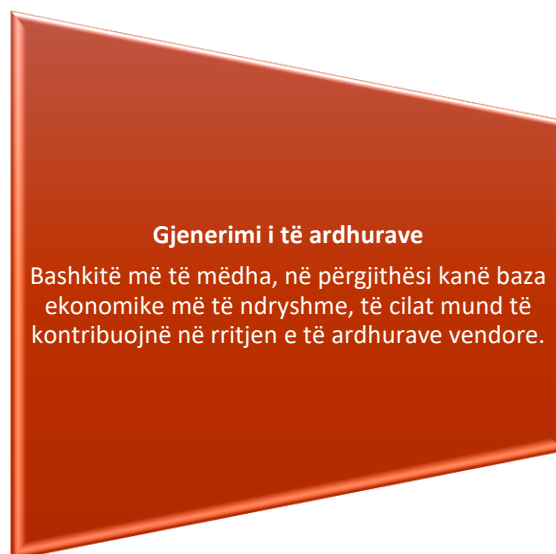 Gjenerimi i të ardhurave
Bashkitë më të mëdha, në përgjithësi kanë baza
ekonomike më të ndryshme, të cilat mund të
kontribuojnë në rritjen e të ardhurave vendore.